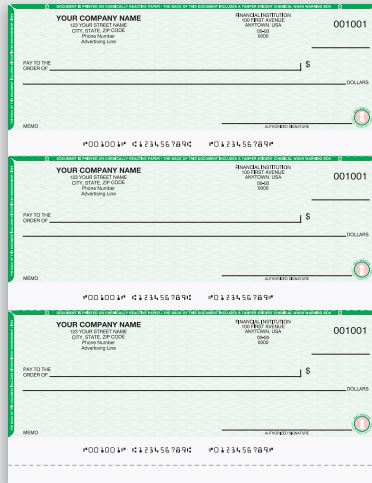 DOCUMENT IS PRINTED ON CHEMICALLY REACTIVE PAPER - THE BACK OF THIS DOCUMENT INCLUDES A TAMPER EVIDENT CHEMICAL WASH WARNING BOX
YOUR COMPANY NAME
123 YOUR STREET NAME
CITY, STATE, ZIP CODE
Phone Number
Advertising Line
FINANCIAL INSTITUTION
100 FIRST AVENUE
ANYTOWN, USA
00-00
0000
001001
PAY TO THE
ORDER OF
$
DOLLARS
MEMO
AUTHORIZED SIGNATURE
⑈001001⑈ ⑆123456789⑆ ⑈01234567890⑈
DOCUMENT IS PRINTED ON CHEMICALLY REACTIVE PAPER - THE BACK OF THIS DOCUMENT INCLUDES A TAMPER EVIDENT CHEMICAL WASH WARNING BOX
YOUR COMPANY NAME
123 YOUR STREET NAME
CITY, STATE, ZIP CODE
Phone Number
Advertising Line
FINANCIAL INSTITUTION
100 FIRST AVENUE
ANYTOWN, USA
00-00
0000
001001
PAY TO THE
ORDER OF
$
DOLLARS
MEMO
AUTHORIZED SIGNATURE
⑈001001⑈ ⑆123456789⑆ ⑈01234567890⑈
DOCUMENT IS PRINTED ON CHEMICALLY REACTIVE PAPER - THE BACK OF THIS DOCUMENT INCLUDES A TAMPER EVIDENT CHEMICAL WASH WARNING BOX
YOUR COMPANY NAME
123 YOUR STREET NAME
CITY, STATE, ZIP CODE
Phone Number
Advertising Line
FINANCIAL INSTITUTION
100 FIRST AVENUE
ANYTOWN, USA
00-00
0000
001001
PAY TO THE
ORDER OF
$
DOLLARS
MEMO
AUTHORIZED SIGNATURE
⑈001001⑈ ⑆123456789⑆ ⑈01234567890⑈